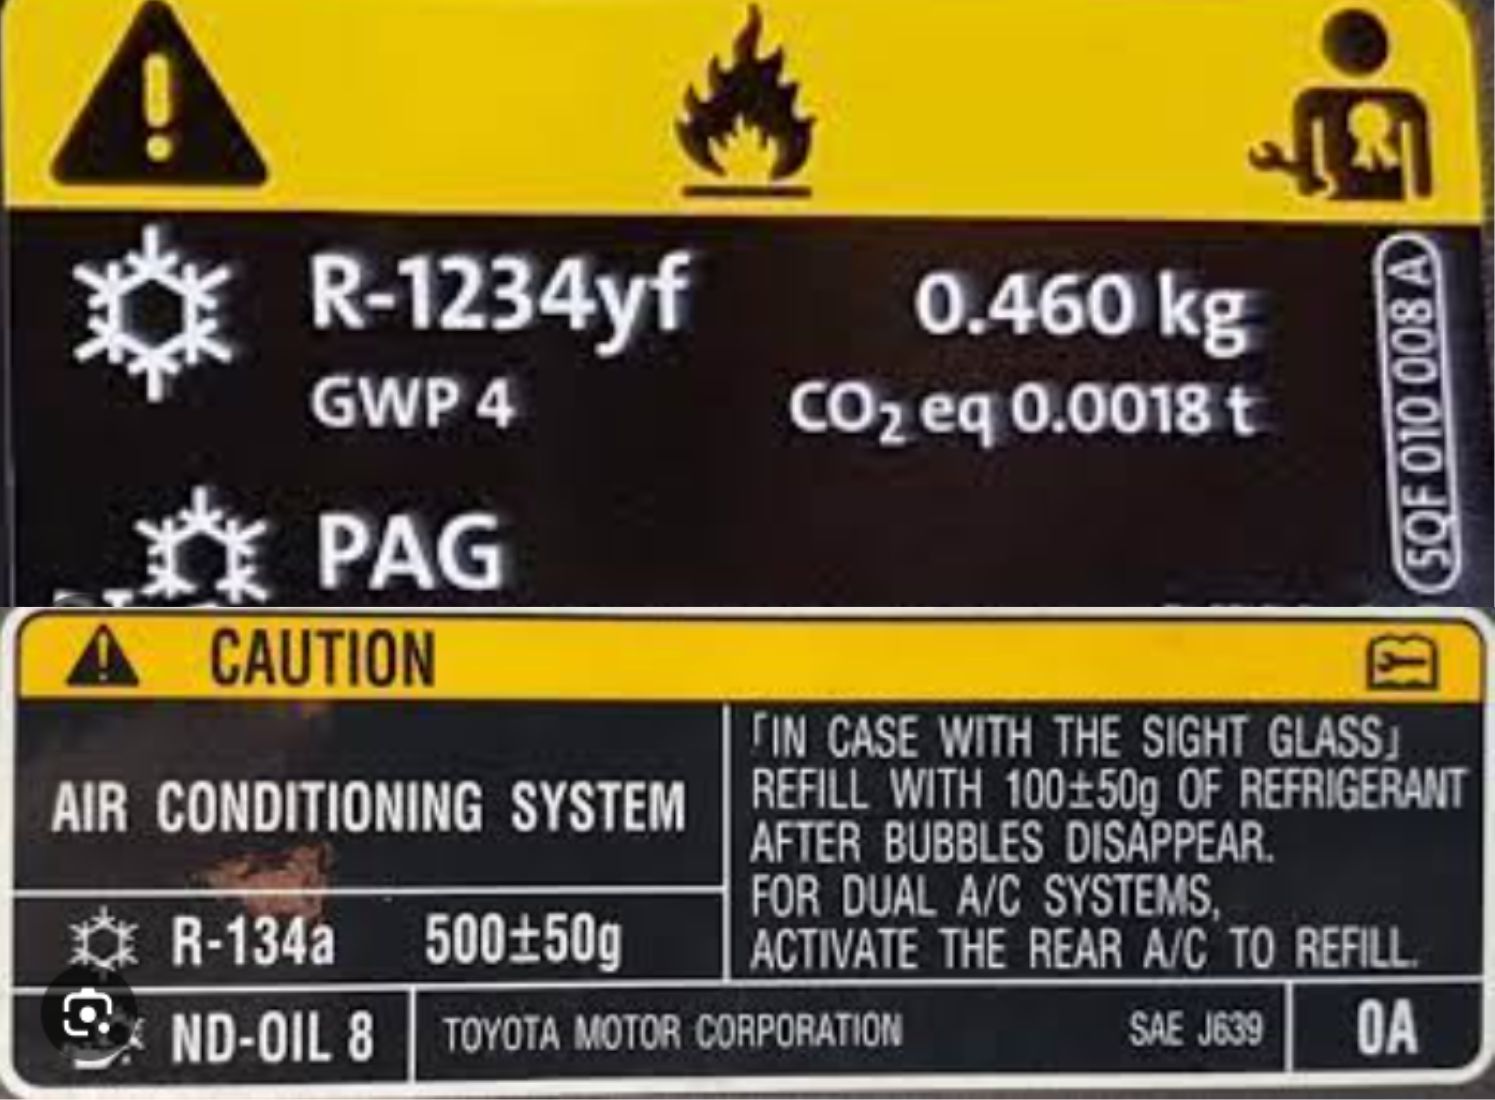 R-1234yf 0.460 kg
GWP 4 CO₂ eq 0.0018 t
PAG
5QF 010 008 A
CAUTION
AIR CONDITIONING SYSTEM
R-134a 500±50g
「IN CASE WITH THE SIGHT GLASS」
REFILL WITH 100±50g OF REFRIGERANT
AFTER BUBBLES DISAPPEAR.
FOR DUAL A/C SYSTEMS,
ACTIVATE THE REAR A/C TO REFILL.
ND-OIL 8 TOYOTA MOTOR CORPORATION SAE J639 0A